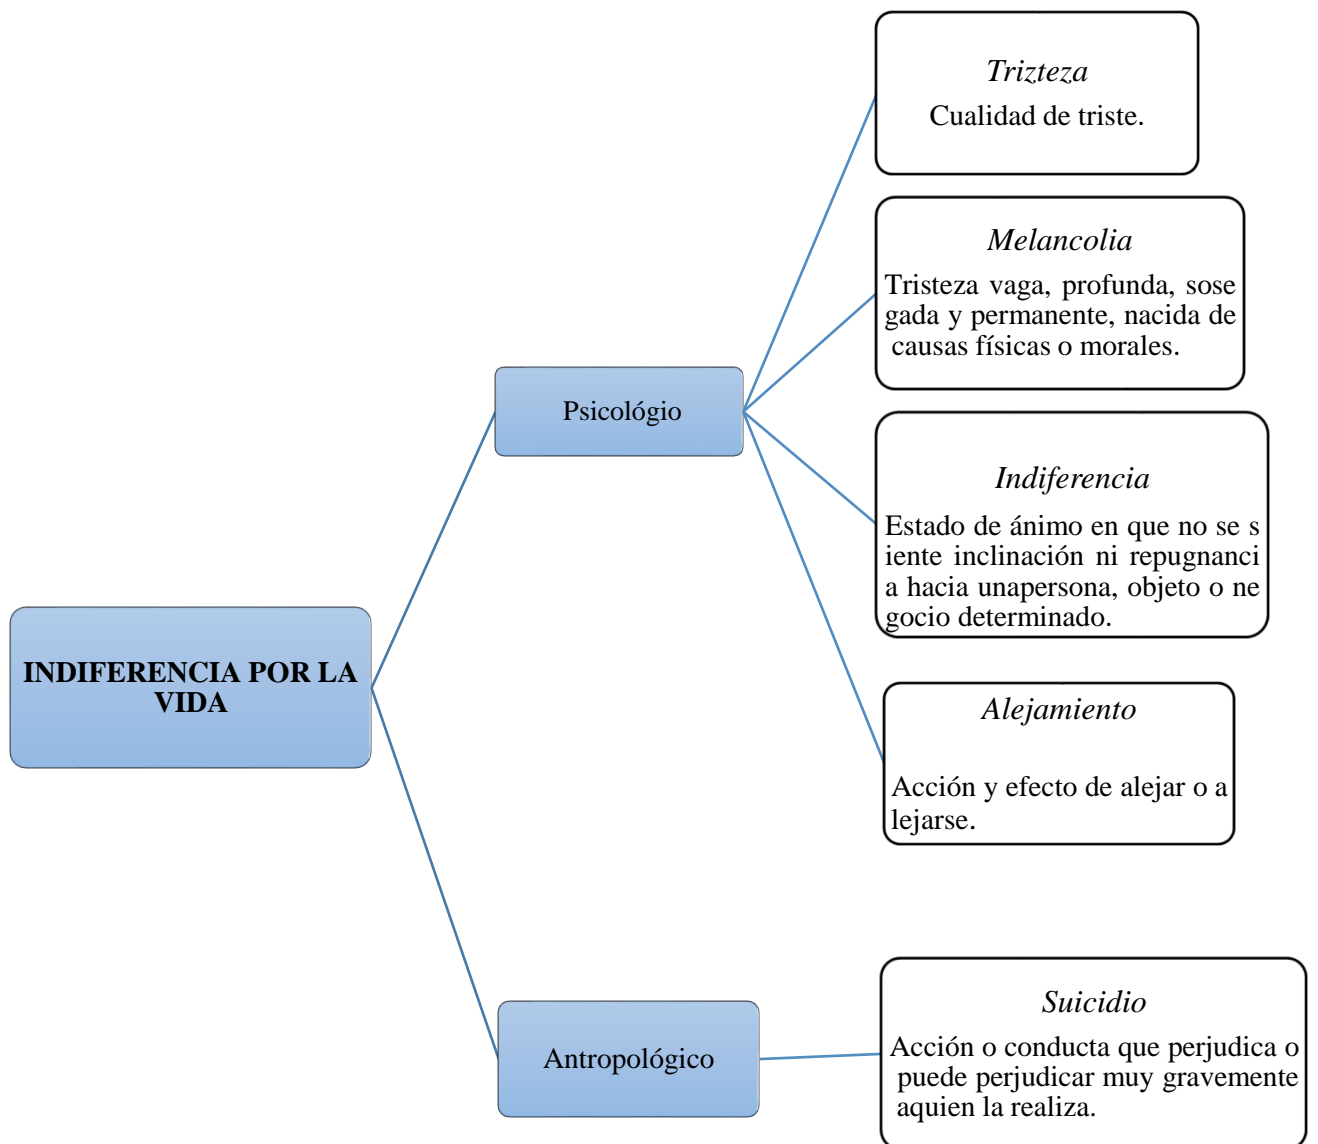 Trizteza
Cualidad de triste.
Melancolia
Tristeza vaga, profunda, sose
gada y permanente, nacida de
causas físicas o morales.
Psicológio
Indiferencia
Estado de ánimo en que no se s
iente inclinación ni repugnanci
a hacia unapersona, objeto o ne
gocio determinado.
INDIFERENCIA POR LA
VIDA
Alejamiento
Acción y efecto de alejar o a
lejarse.
Antropológico
Suicidio
Acción o conducta que perjudica o
puede perjudicar muy gravemente
aquien la realiza.